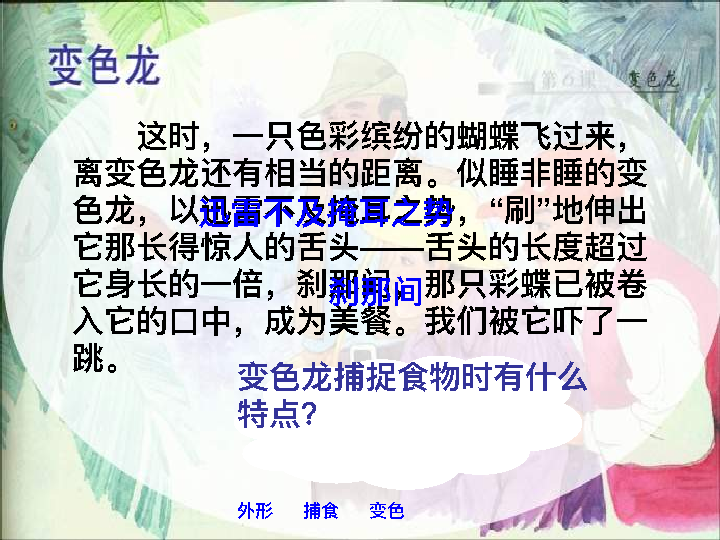 变色龙
第6课 变色龙
这时，一只色彩缤纷的蝴蝶飞过来，
离变色龙还有相当的距离。似睡非睡的变
色龙，以迅雷不及掩耳之势，“刷”地伸出
它那长得惊人的舌头——舌头的长度超过
它身长的一倍，刹那间，那只彩蝶已被卷
入它的口中，成为美餐。我们被它吓了一
跳。
变色龙捕捉食物时有什么
特点？
外形 捕食 变色